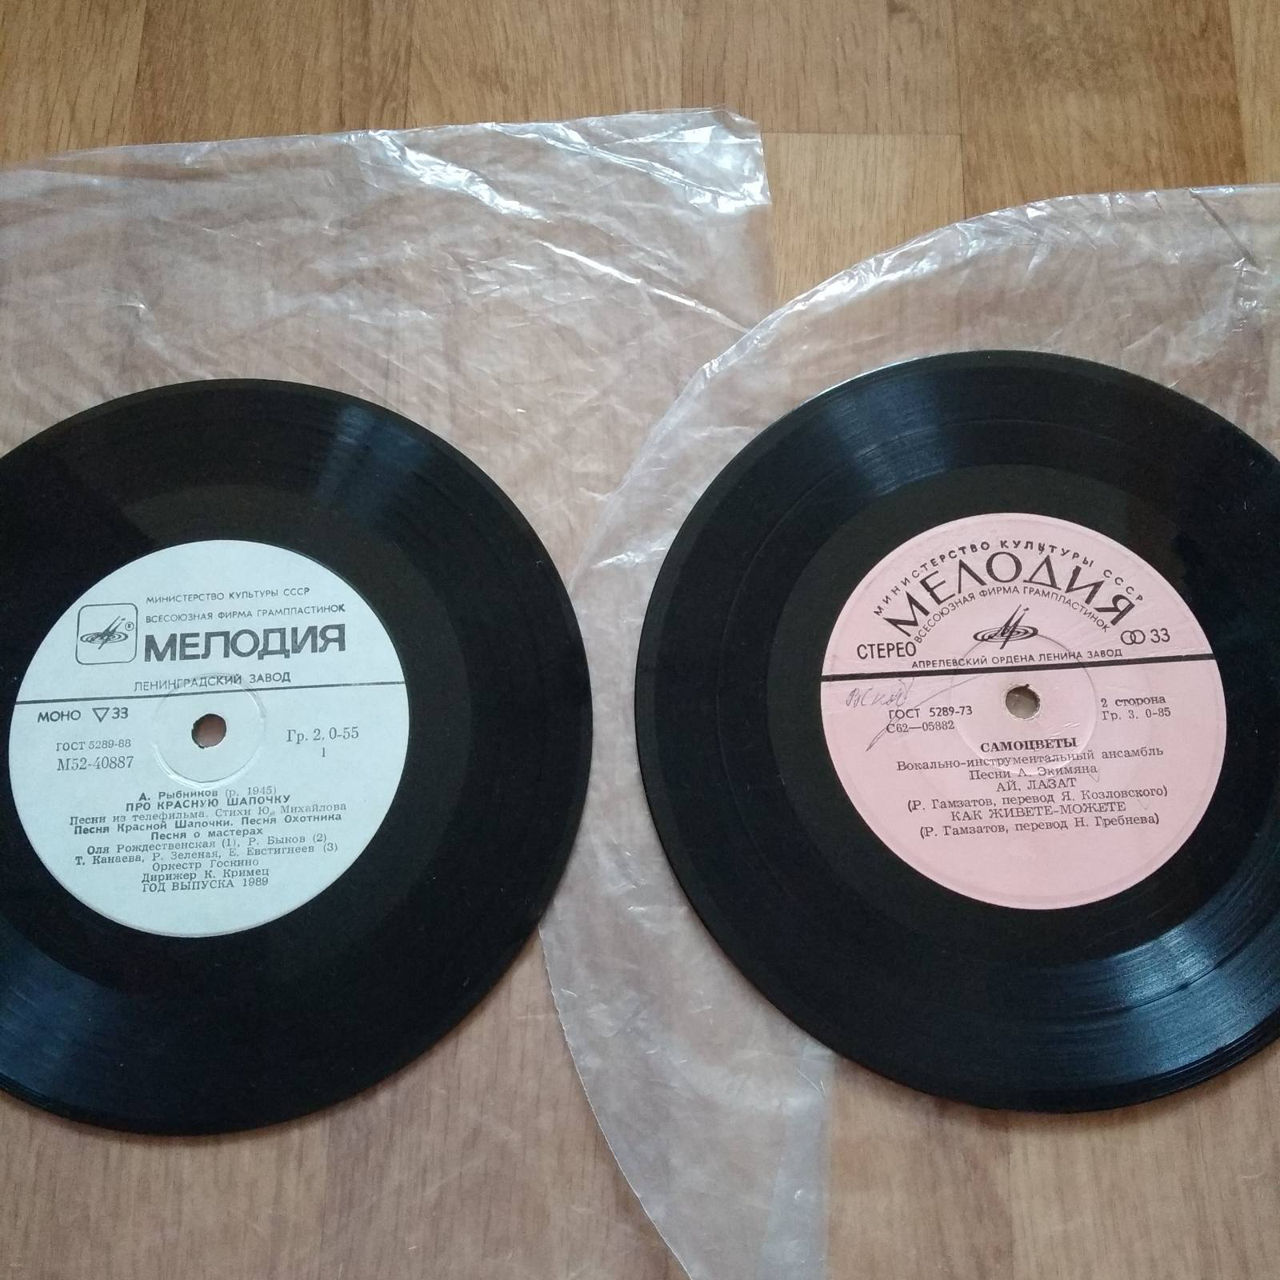 МИНИСТЕРСТВО КУЛЬТУРЫ СССР
ВСЕСОЮЗНАЯ ФИРМА ГРАМПЛАСТИНОК
®
МЕЛОДИЯ
ЛЕНИНГРАДСКИЙ ЗАВОД
МОНО ▽33
ГОСТ 5289-88
М52-40887
Гр. 2, 0-55
1
А. Рыбников (р. 1945)
ПРО КРАСНУЮ ШАПОЧКУ
Песни из телефильма. Стихи Ю. Михайлова
Песня Красной Шапочки. Песня Охотника
Песня о мастерах
Оля Рождественская (1), Р. Быков (2)
Т. Канаева, Р. Зеленая, Е. Евстигнеев (3)
Оркестр Госкино
Дирижер К. Кримец
ГОД ВЫПУСКА 1989
МИНИСТЕРСТВО КУЛЬТУРЫ СССР
МЕЛОДИЯ
ВСЕСОЮЗНАЯ ФИРМА ГРАМПЛАСТИНОК
СТЕРЕО
33
АПРЕЛЕВСКИЙ ОРДЕНА ЛЕНИНА ЗАВОД
ГОСТ 5289-73
С62—05882
2 сторона
Гр. 3. 0-85
САМОЦВЕТЫ
Вокально-инструментальный ансамбль
Песни А. Экимяна
АЙ, ЛАЗАТ
(Р. Гамзатов, перевод Я. Козловского)
КАК ЖИВЕТЕ-МОЖЕТЕ
(Р. Гамзатов, перевод Н. Гребнева)